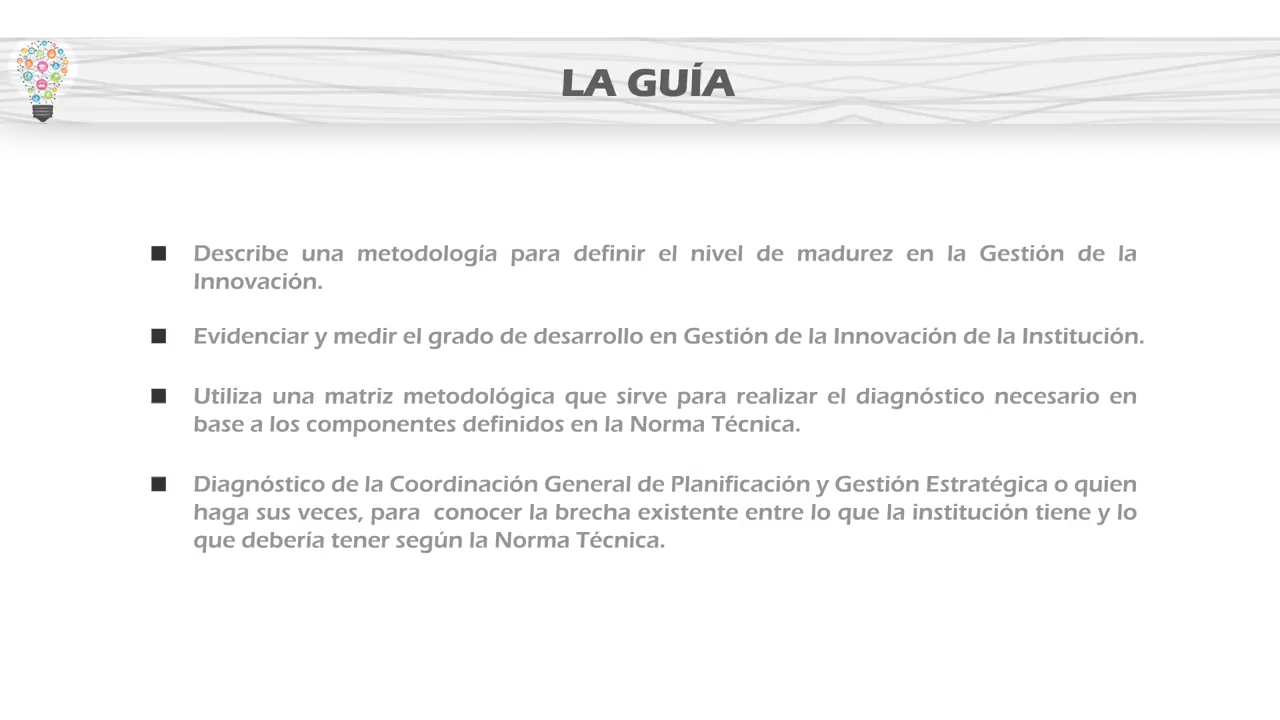 LA GUÍA
■ Describe una metodología para definir el nivel de madurez en la Gestión de la
Innovación.
■ Evidenciar y medir el grado de desarrollo en Gestión de la Innovación de la Institución.
■ Utiliza una matriz metodológica que sirve para realizar el diagnóstico necesario en
base a los componentes definidos en la Norma Técnica.
■ Diagnóstico de la Coordinación General de Planificación y Gestión Estratégica o quien
haga sus veces, para  conocer la brecha existente entre lo que la institución tiene y lo
que debería tener según la Norma Técnica.